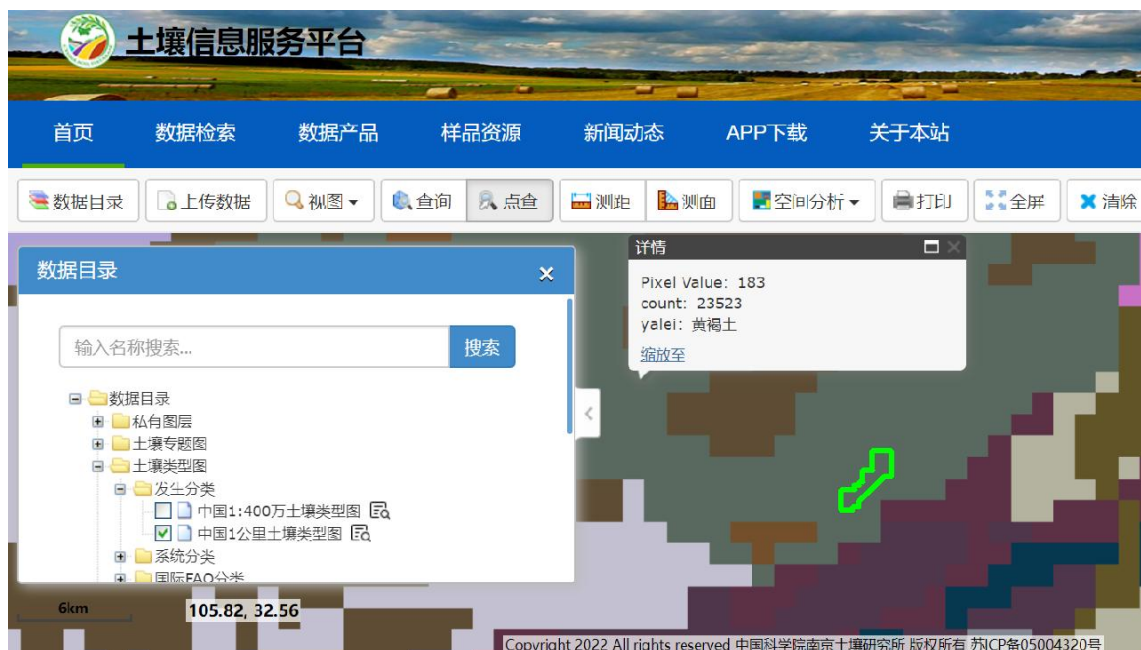 土壤信息服务平台
首页 数据检索 数据产品 样品资源 新闻动态 APP下载 关于本站
数据目录 上传数据 视图 查询 点查 测距 测面 空间分析 打印 全屏 清除
数据目录
输入名称搜索... 搜索
数据目录
私有图层
土壤专题图
土壤类型图
发生分类
中国1:400万土壤类型图
中国1公里土壤类型图
系统分类
国际FAO分类
详情
Pixel Value: 183
count: 23523
yalei: 黄褐土
缩放至
6km
105.82, 32.56
Copyright 2022 All rights reserved 中国科学院南京土壤研究所 版权所有 苏ICP备05004320号